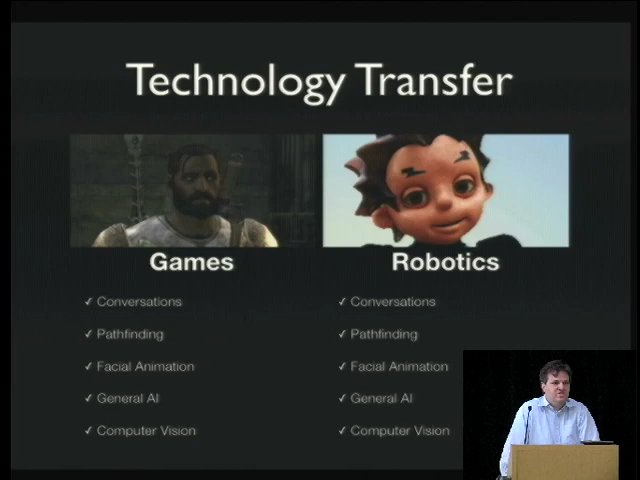 Technology Transfer
Games
✓ Conversations
✓ Pathfinding
✓ Facial Animation
✓ General AI
✓ Computer Vision
Robotics
✓ Conversations
✓ Pathfinding
✓ Facial Animation
✓ General AI
✓ Computer Vision